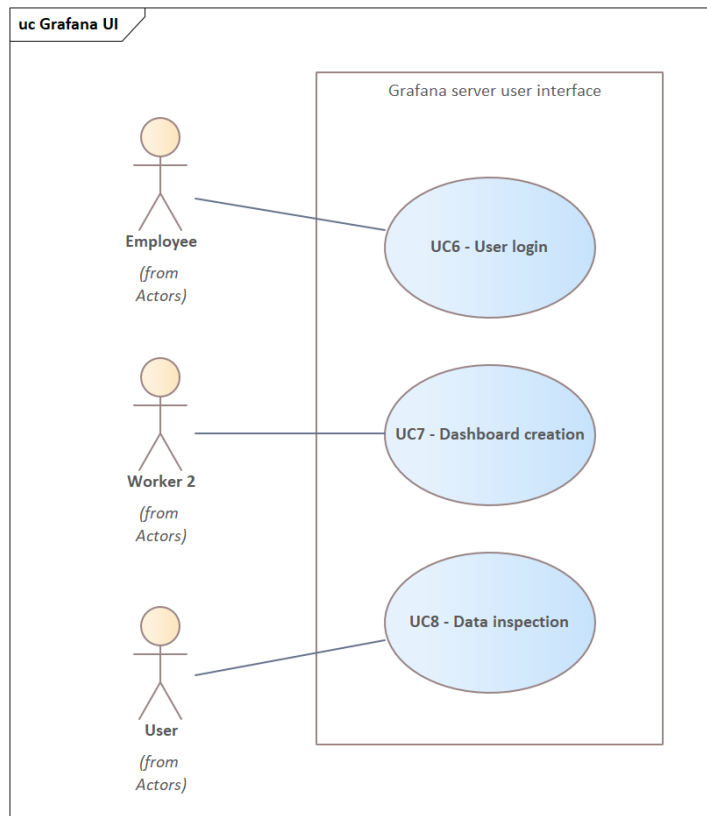 uc Grafana UI
Grafana server user interface
Employee
(from
Actors)
UC6 - User login
Worker 2
(from
Actors)
UC7 - Dashboard creation
User
(from
Actors)
UC8 - Data inspection